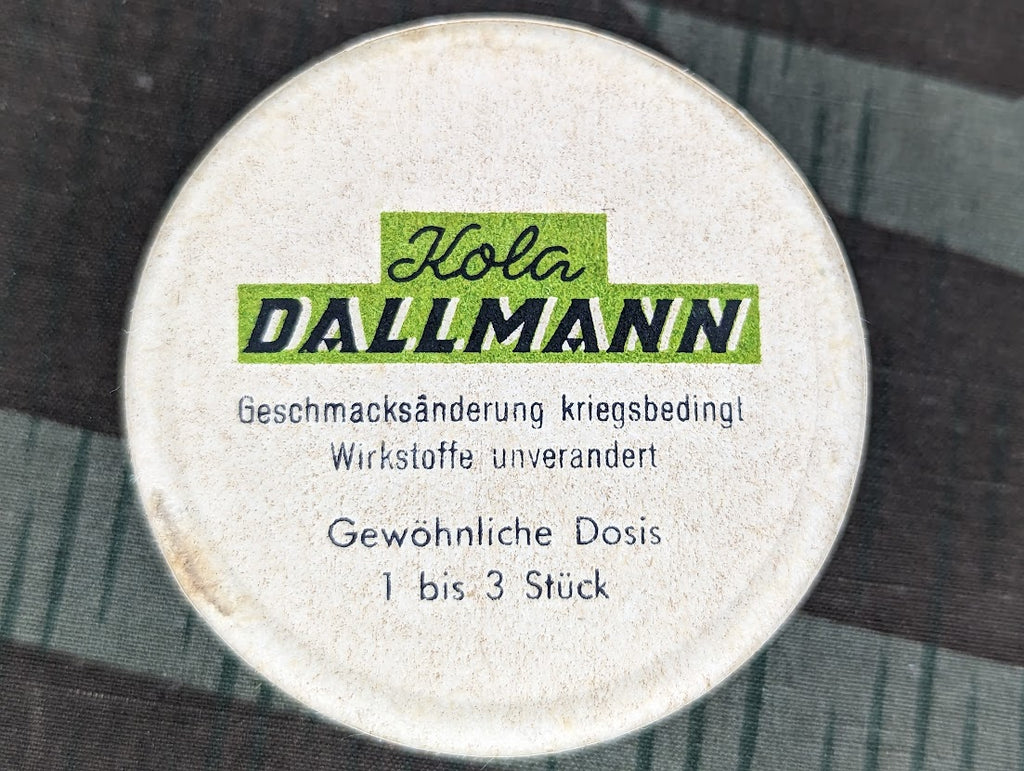 Kola
DALLMANN
Geschmacksänderung kriegsbedingt
Wirkstoffe unverandert
Gewöhnliche Dosis
1 bis 3 Stück